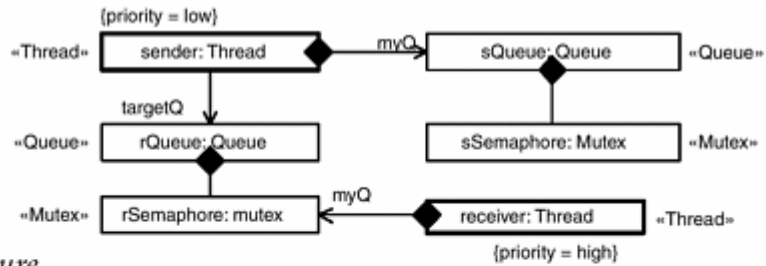 {priority = low}
«Thread» sender: Thread myQ sQueue: Queue «Queue»
targetQ
«Queue» rQueue: Queue sSemaphore: Mutex «Mutex»
myQ
«Mutex» rSemaphore: mutex receiver: Thread «Thread»
{priority = high}